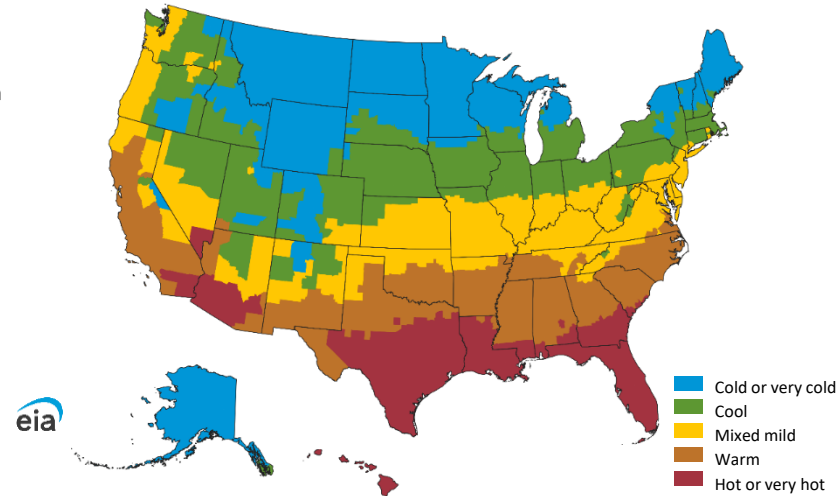 eia
Cold or very cold
Cool
Mixed mild
Warm
Hot or very hot